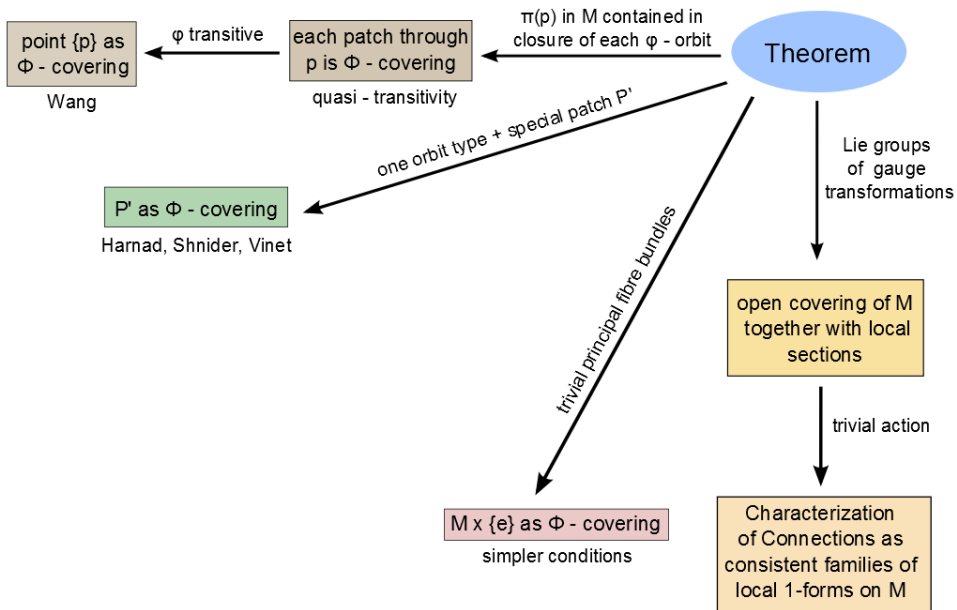 point {p} as
Φ - covering
Wang
φ transitive
each patch through
p is Φ - covering
quasi - transitivity
π(p) in M contained in
closure of each φ - orbit
Theorem
one orbit type + special patch P'
P' as Φ - covering
Harnad, Shnider, Vinet
trivial principal fibre bundles
M x {e} as Φ - covering
simpler conditions
Lie groups
of gauge
transformations
open covering of M
together with local
sections
trivial action
Characterization
of Connections as
consistent families of
local 1-forms on M